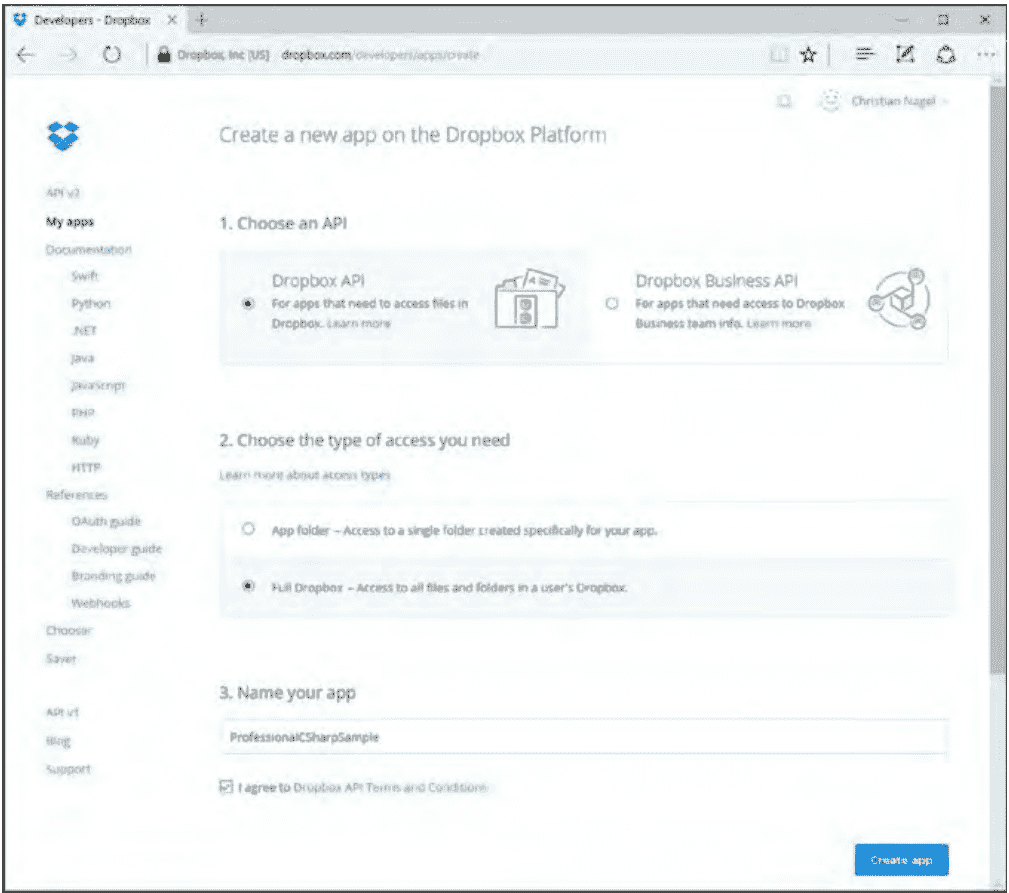 Developers - Dropbox
Dropbox, Inc [US] dropbox.com/developers/apps/create
Christian Nagel
Create a new app on the Dropbox Platform
API v2
My apps
Documentation
Swift
Python
.NET
Java
JavaScript
PHP
Ruby
HTTP
References
OAuth guide
Developer guide
Branding guide
Webhooks
Chooser
Saver
API v1
Blog
Support
1. Choose an API
Dropbox API
For apps that need to access files in
Dropbox. Learn more
Dropbox Business API
For apps that need access to Dropbox
Business team info. Learn more
2. Choose the type of access you need
Learn more about access types
App folder – Access to a single folder created specifically for your app.
Full Dropbox – Access to all files and folders in a user's Dropbox.
3. Name your app
ProfessionalCSharpSample
I agree to Dropbox API Terms and Conditions
Create app